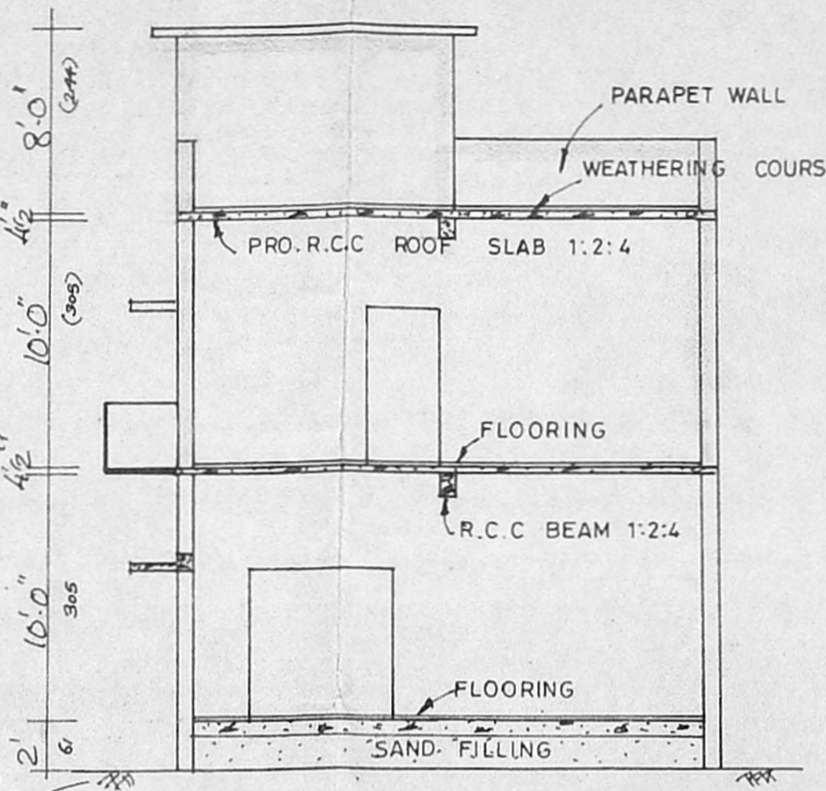 8'.0"
(244)
PARAPET WALL
WEATHERING COURS
4½"
PRO. R.C.C ROOF SLAB 1:2:4
10'.0"
(305)
FLOORING
4½"
R.C.C BEAM 1:2:4
10'.0"
305
FLOORING
2'
61
SAND FILLING